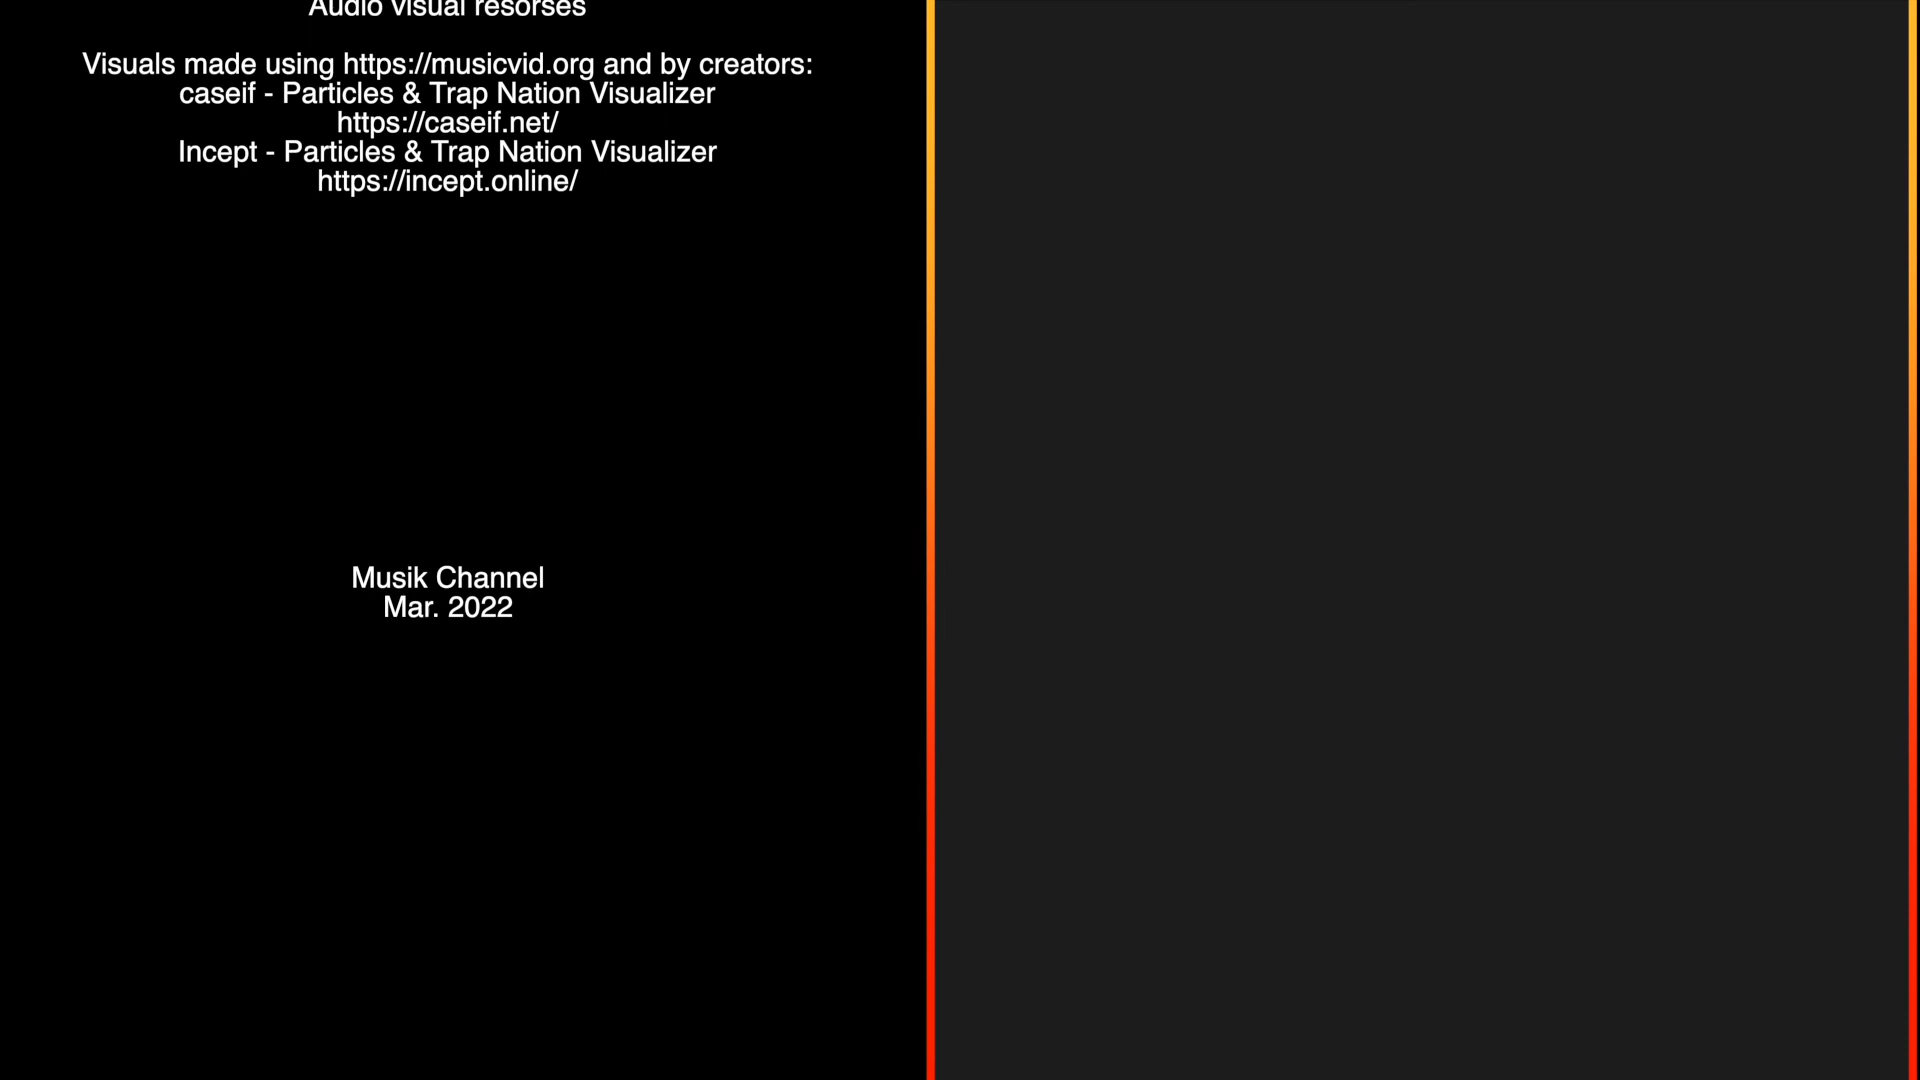 Audio visual resorses
Visuals made using https://musicvid.org and by creators:
caseif - Particles & Trap Nation Visualizer
https://caseif.net/
Incept - Particles & Trap Nation Visualizer
https://incept.online/
Musik Channel
Mar. 2022